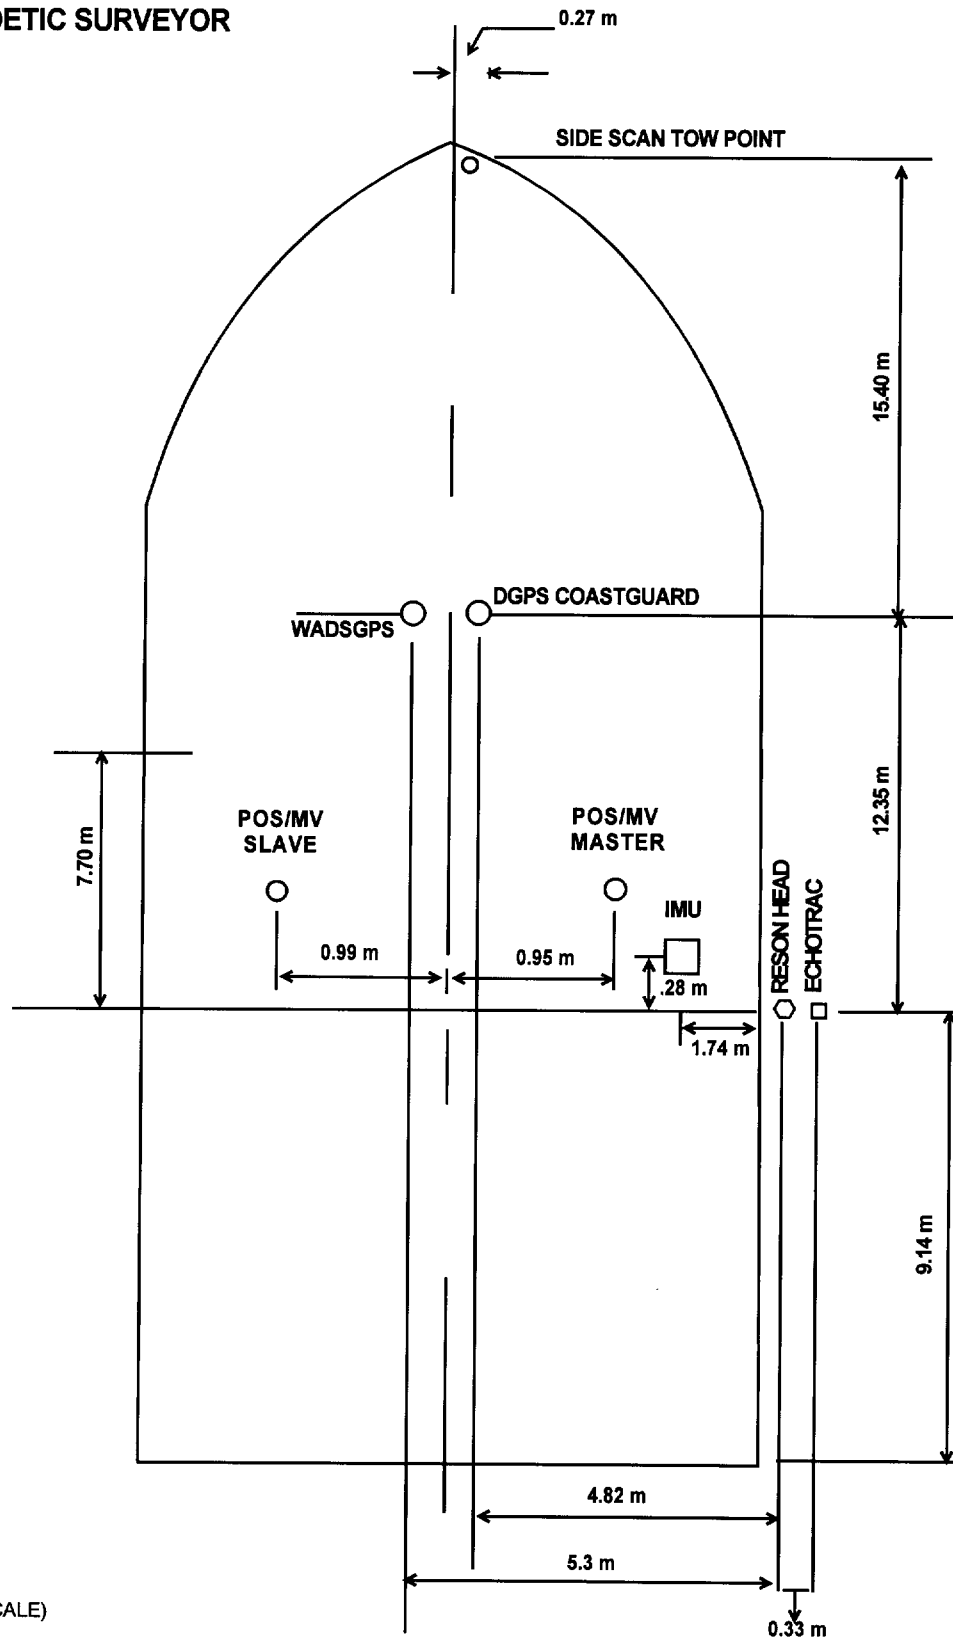 DETIC SURVEYOR
0.27 m
SIDE SCAN TOW POINT
15.40 m
DGPS COASTGUARD
WADSGPS
12.35 m
7.70 m
POS/MV
SLAVE
POS/MV
MASTER
IMU
RESON HEAD
ECHOTRAC
0.99 m
0.95 m
.28 m
1.74 m
9.14 m
4.82 m
5.3 m
CALE)
0.33 m